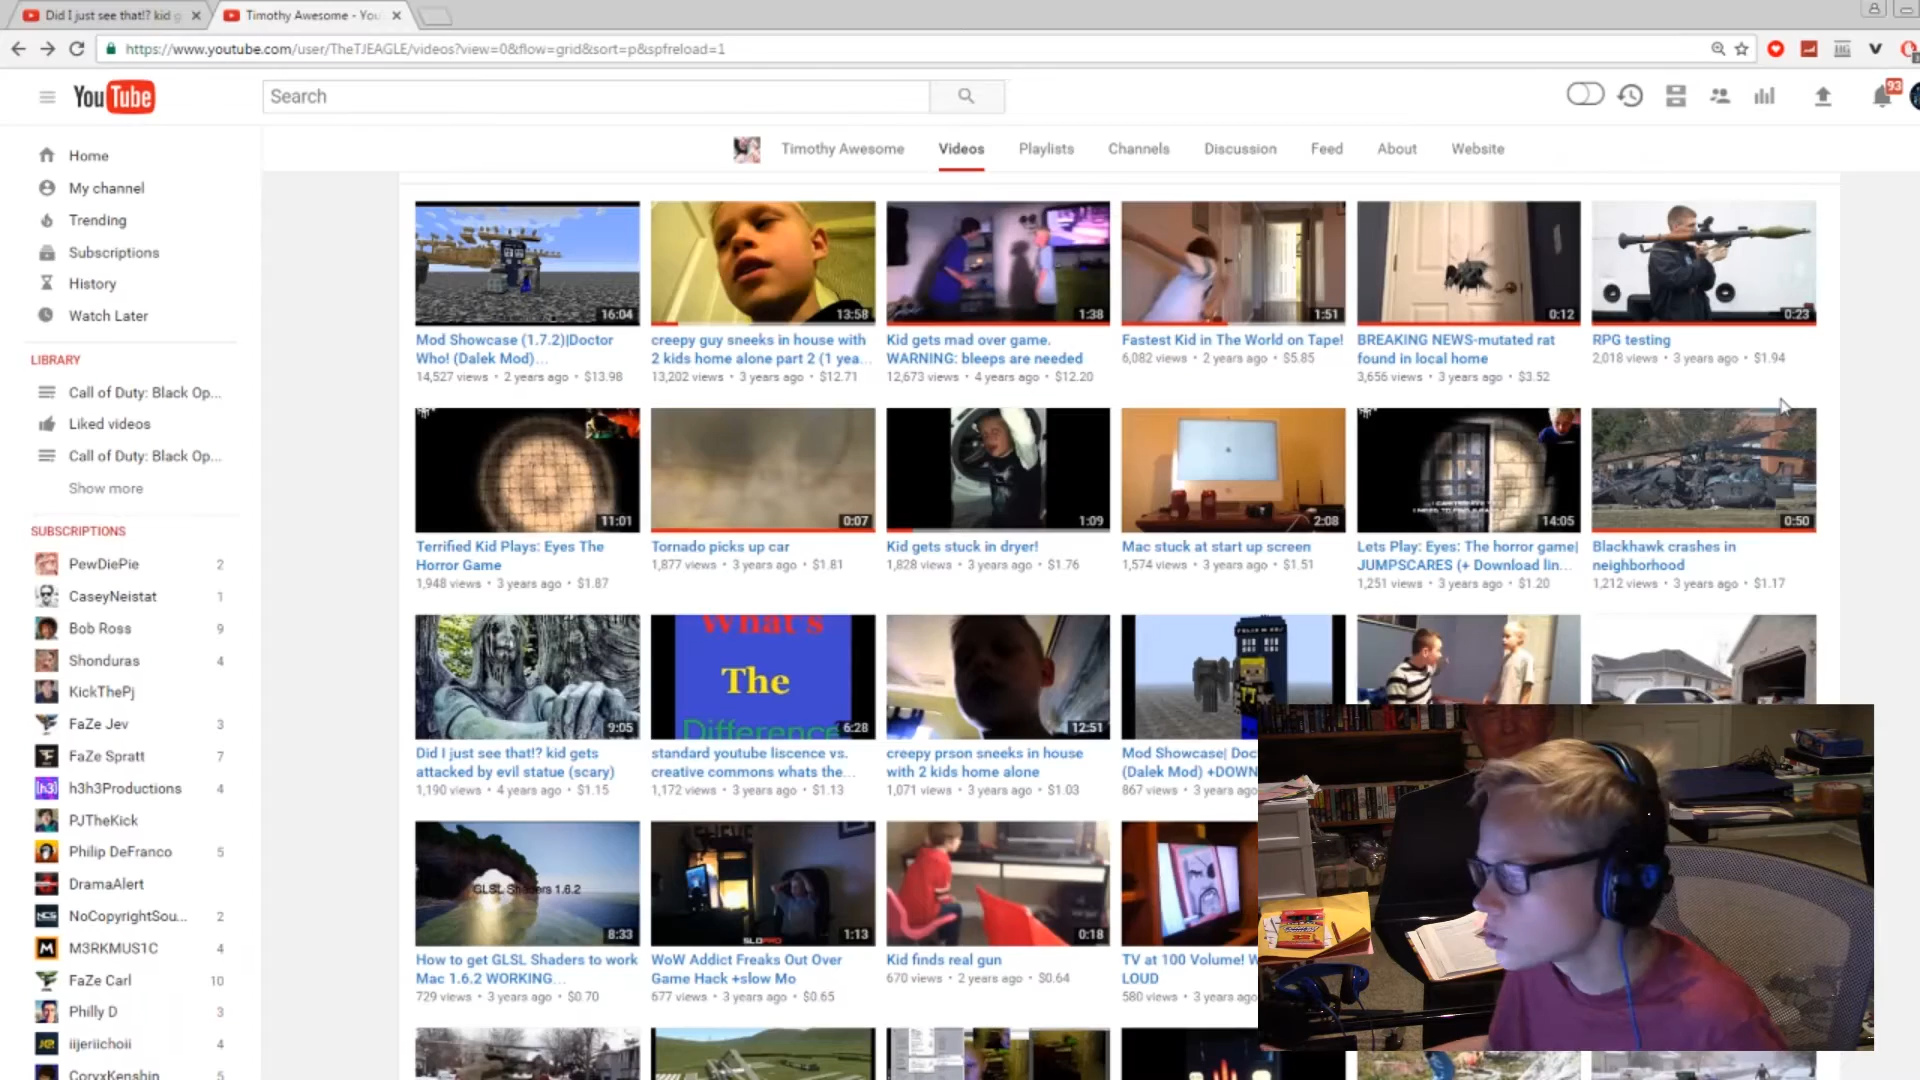 Did I just see that!? kid g
Timothy Awesome - You
https://www.youtube.com/user/TheTJEAGLE/videos?view=0&flow=grid&sort=p&spfreload=1
YouTube
Search
93
Home
My channel
Trending
Subscriptions
History
Watch Later
LIBRARY
Call of Duty: Black Op...
Liked videos
Call of Duty: Black Op...
Show more
SUBSCRIPTIONS
PewDiePie 2
CaseyNeistat 1
Bob Ross 9
Shonduras 4
KickThePj
FaZe Jev 3
FaZe Spratt 7
h3h3Productions 4
PJTheKick
Philip DeFranco 5
DramaAlert
NoCopyrightSou... 2
M3RKMUS1C 4
FaZe Carl 10
Philly D 3
iijeriichoii 4
CoryxKenshin 5
Timothy Awesome Videos Playlists Channels Discussion Feed About Website
16:04
Mod Showcase (1.7.2)|Doctor
Who! (Dalek Mod)...
14,527 views • 2 years ago • $13.98
13:58
creepy guy sneeks in house with
2 kids home alone part 2 (1 yea...
13,202 views • 3 years ago • $12.71
1:38
Kid gets mad over game.
WARNING: bleeps are needed
12,673 views • 4 years ago • $12.20
1:51
Fastest Kid in The World on Tape!
6,082 views • 2 years ago • $5.85
0:12
BREAKING NEWS-mutated rat
found in local home
3,656 views • 3 years ago • $3.52
0:23
RPG testing
2,018 views • 3 years ago • $1.94
11:01
Terrified Kid Plays: Eyes The
Horror Game
1,948 views • 3 years ago • $1.87
0:07
Tornado picks up car
1,877 views • 3 years ago • $1.81
1:09
Kid gets stuck in dryer!
1,828 views • 3 years ago • $1.76
2:08
Mac stuck at start up screen
1,574 views • 3 years ago • $1.51
14:05
Lets Play: Eyes: The horror game|
JUMPSCARES (+ Download lin...
1,251 views • 3 years ago • $1.20
0:50
Blackhawk crashes in
neighborhood
1,212 views • 3 years ago • $1.17
9:05
Did I just see that!? kid gets
attacked by evil statue (scary)
1,190 views • 4 years ago • $1.15
What's
The
Difference
6:28
standard youtube liscence vs.
creative commons whats the...
1,172 views • 3 years ago • $1.13
12:51
creepy prson sneeks in house
with 2 kids home alone
1,071 views • 3 years ago • $1.03
Mod Showcase| Doc
(Dalek Mod) +DOWN
867 views • 3 years ago
GLSL Shaders 1.6.2
8:33
How to get GLSL Shaders to work
Mac 1.6.2 WORKING...
729 views • 3 years ago • $0.70
SLOPRO
1:13
WoW Addict Freaks Out Over
Game Hack +slow Mo
677 views • 3 years ago • $0.65
0:18
Kid finds real gun
670 views • 2 years ago • $0.64
TV at 100 Volume! W
LOUD
580 views • 3 years ago